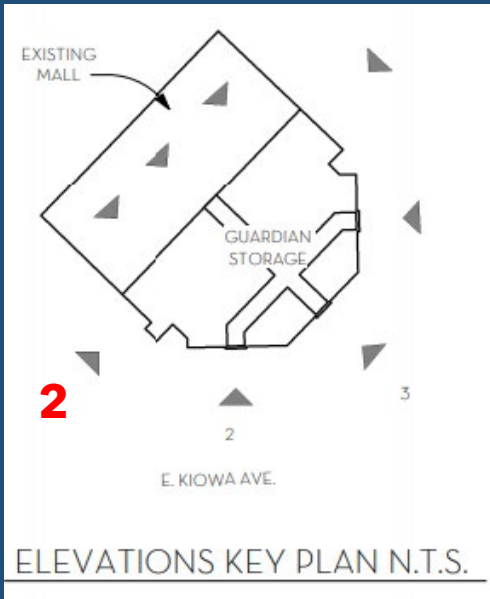 EXISTING
MALL
GUARDIAN
STORAGE
2
3
2
E. KIOWA AVE.
ELEVATIONS KEY PLAN N.T.S.